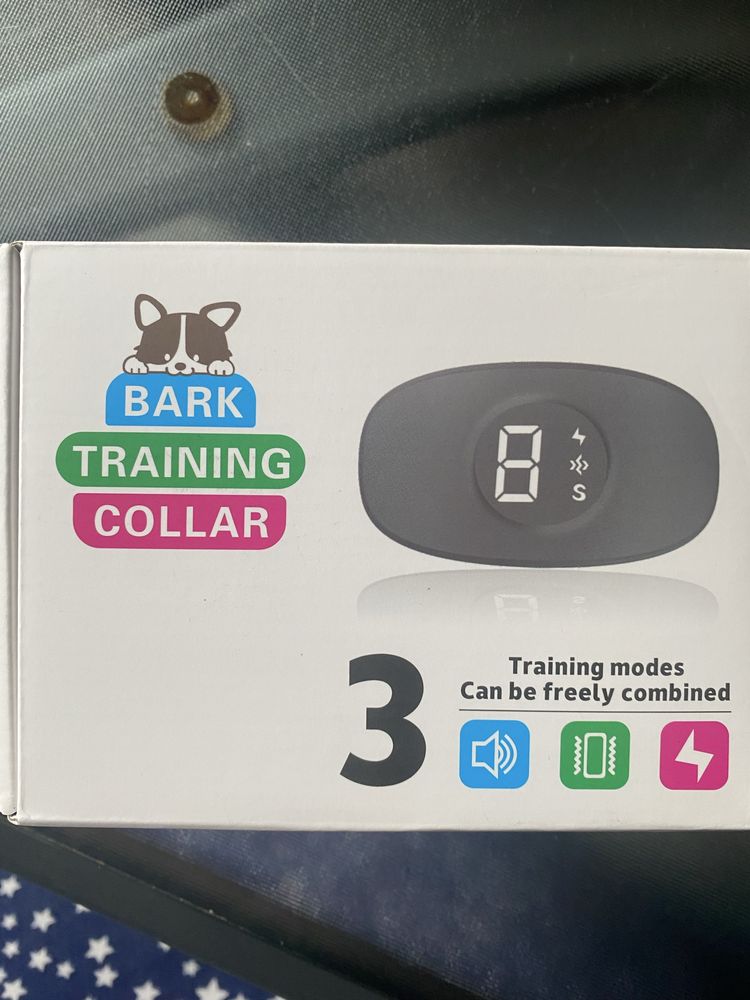 BARK
TRAINING
COLLAR
8
S
3
Training modes
Can be freely combined